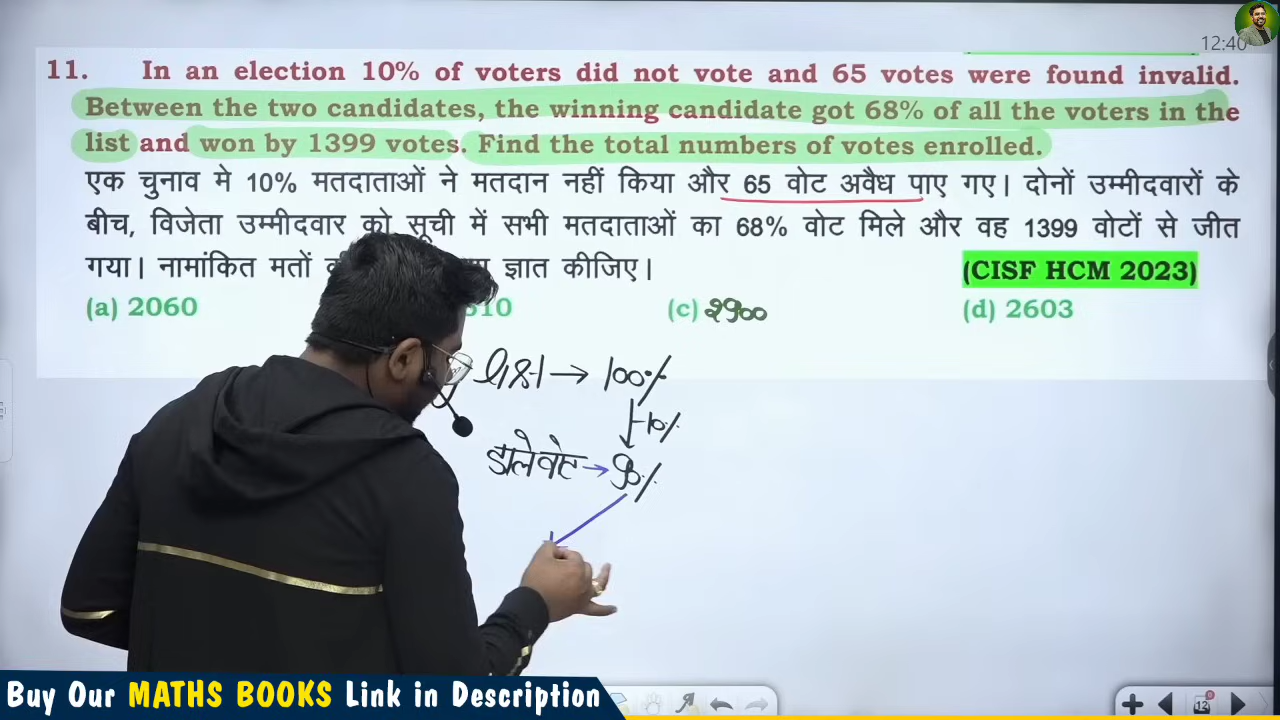 12:40
11. In an election 10% of voters did not vote and 65 votes were found invalid.
Between the two candidates, the winning candidate got 68% of all the voters in the
list and won by 1399 votes. Find the total numbers of votes enrolled.
एक चुनाव मे 10% मतदाताओं ने मतदान नहीं किया और 65 वोट अवैध पाए गए। दोनों उम्मीदवारों के
बीच, विजेता उम्मीदवार को सूची में सभी मतदाताओं का 68% वोट मिले और वह 1399 वोटों से जीत
गया। नामांकित मतों ज्ञात कीजिए।
(CISF HCM 2023)
(a) 2060 610 (c) २९०० (d) 2603
100%
-10%
डाले वोट → 90%
Buy Our MATHS BOOKS Link in Description
12